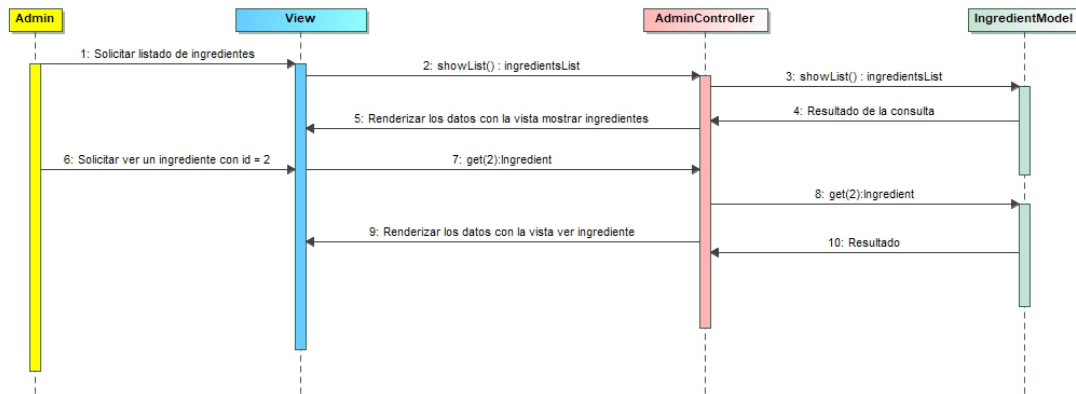 Admin
View
AdminController
IngredientModel
1: Solicitar listado de ingredientes
2: showList() : ingredientsList
3: showList() : ingredientsList
4: Resultado de la consulta
5: Renderizar los datos con la vista mostrar ingredientes
6: Solicitar ver un ingrediente con id = 2
7: get(2):Ingredient
8: get(2):Ingredient
9: Renderizar los datos con la vista ver ingrediente
10: Resultado